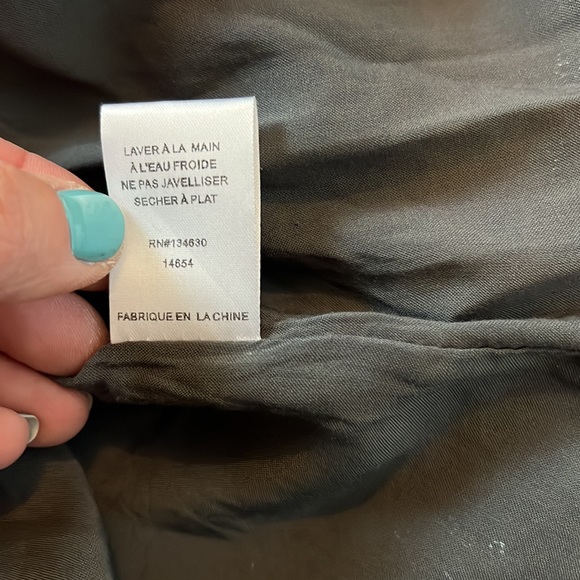 LAVER À LA MAIN
À L'EAU FROIDE
NE PAS JAVELLISER
SECHER À PLAT
RN#134630
14654
FABRIQUE EN LA CHINE